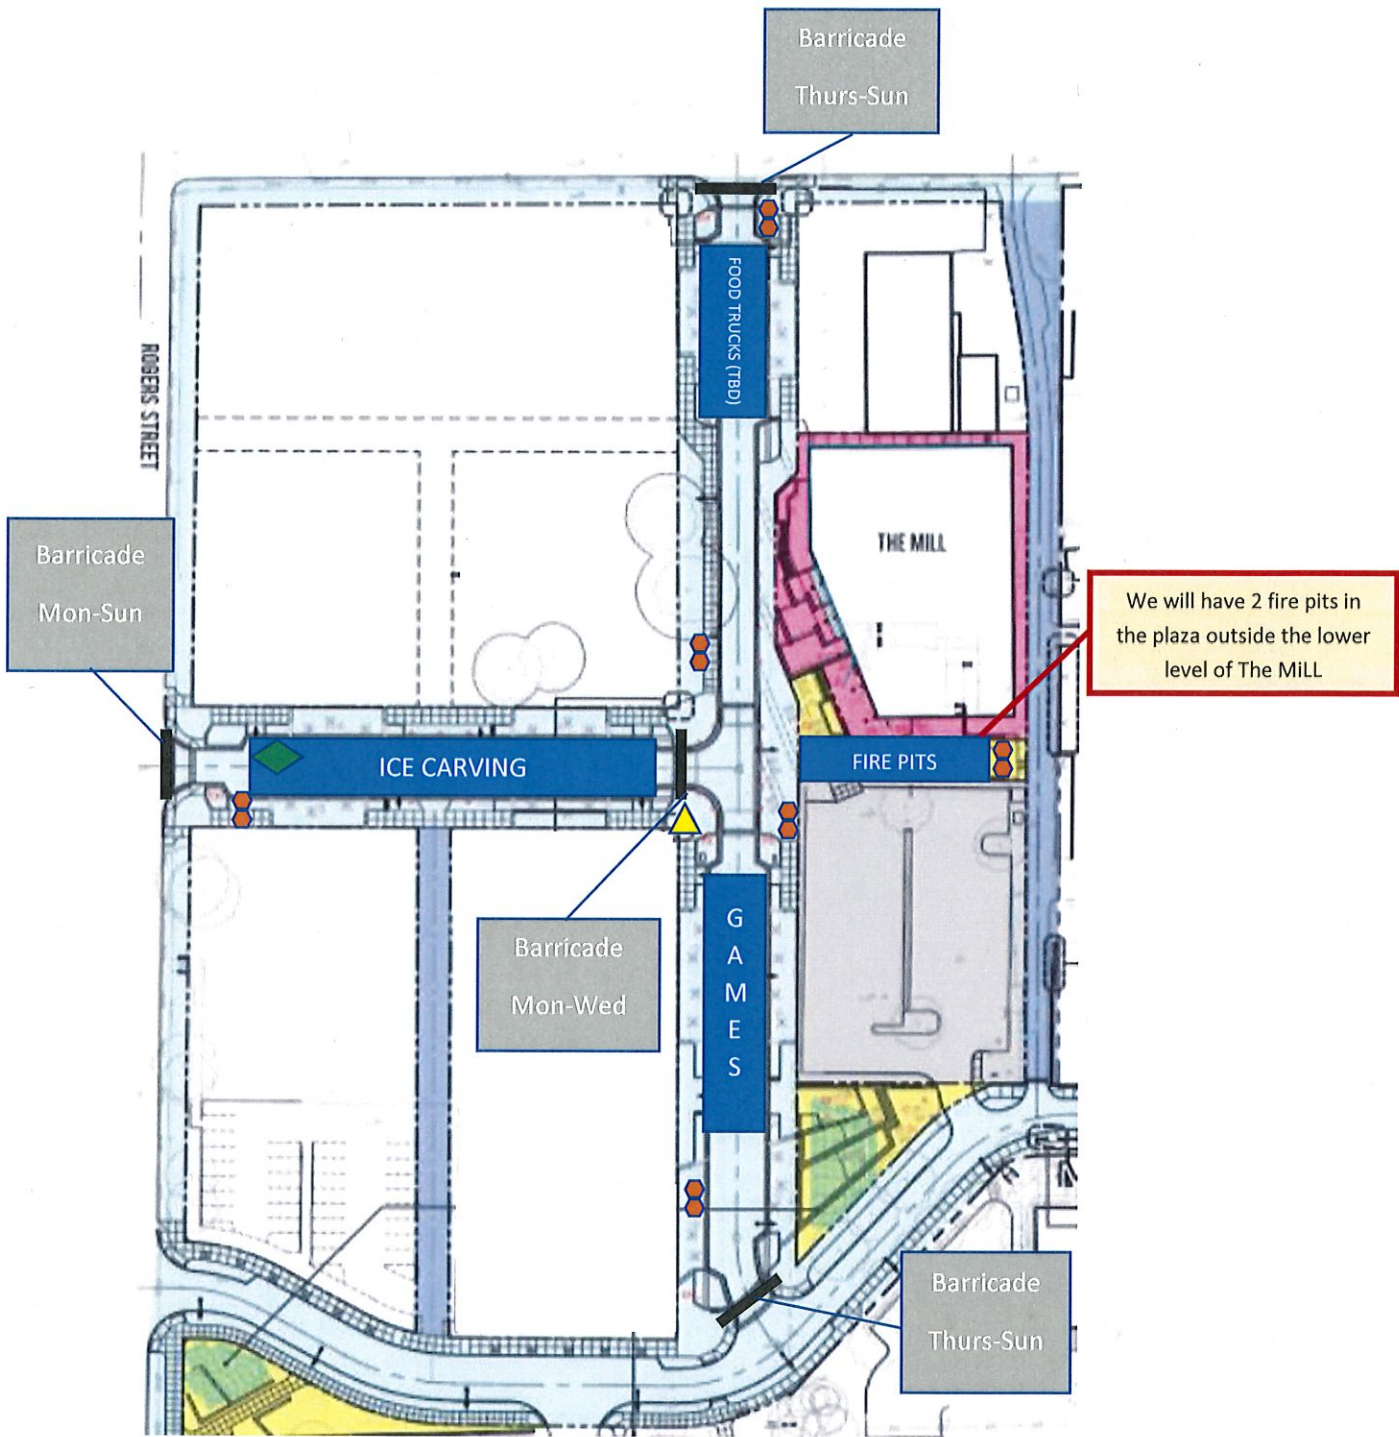 Barricade
Thurs-Sun
FOOD TRUCKS (TBD)
ROGERS STREET
THE MILL
Barricade
Mon-Sun
We will have 2 fire pits in
the plaza outside the lower
level of The MiLL
ICE CARVING
FIRE PITS
Barricade
Mon-Wed
G
A
M
E
S
Barricade
Thurs-Sun